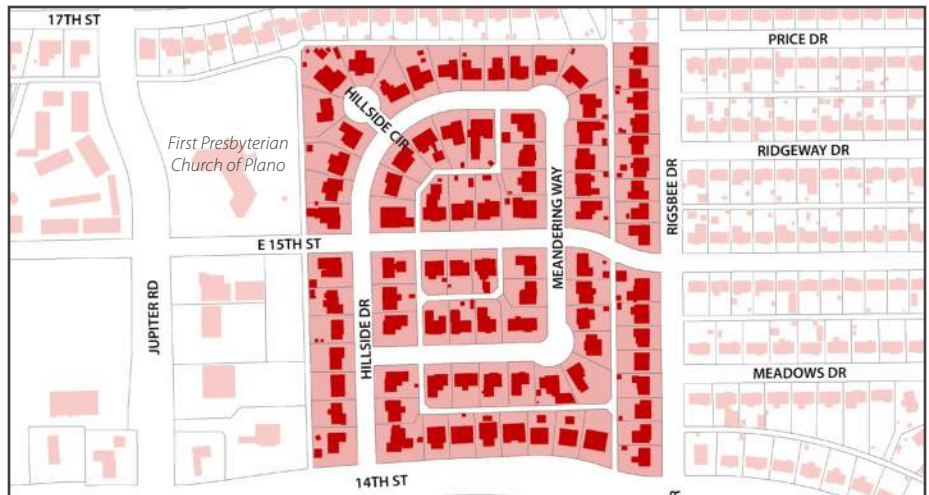 17TH ST
PRICE DR
HILLSIDE CIR
First Presbyterian
Church of Plano
RIDGEWAY DR
MEANDERING WAY
RIGSBEE DR
E 15TH ST
JUPITER RD
HILLSIDE DR
MEADOWS DR
14TH ST
R